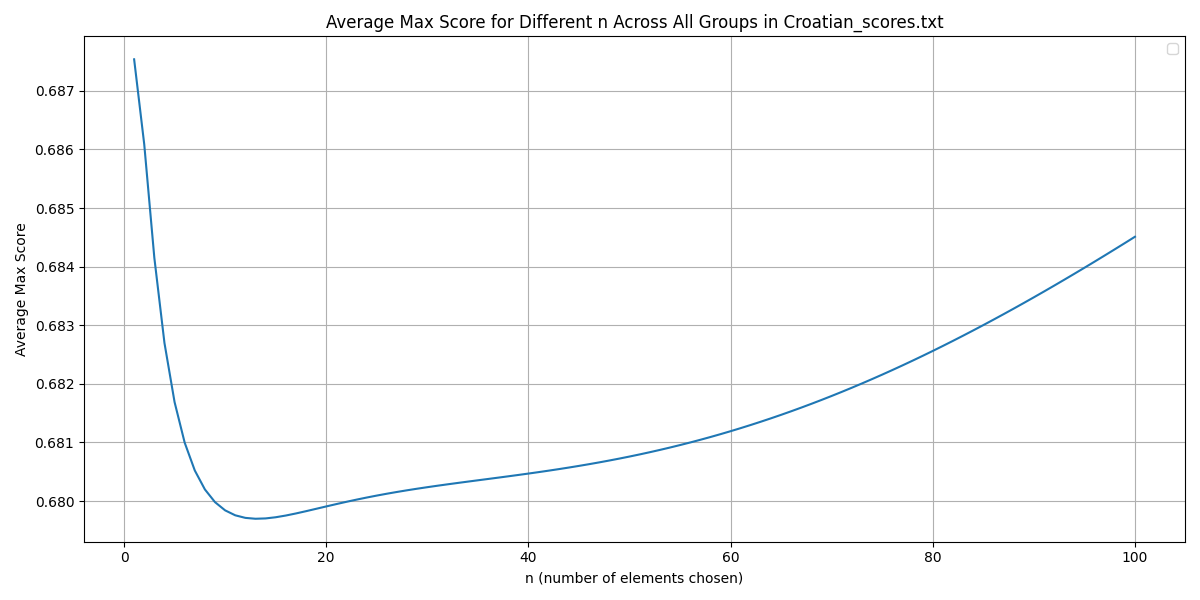 Average Max Score for Different n Across All Groups in Croatian_scores.txt
0.687
0.686
0.685
0.684
0.683
0.682
0.681
0.680
Average Max Score
0 20 40 60 80 100
n (number of elements chosen)